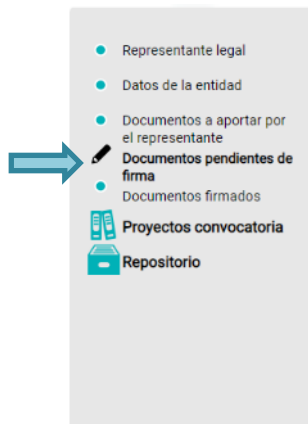 Representante legal
Datos de la entidad
Documentos a aportar por
el representante
Documentos pendientes de
firma
Documentos firmados
Proyectos convocatoria
Repositorio